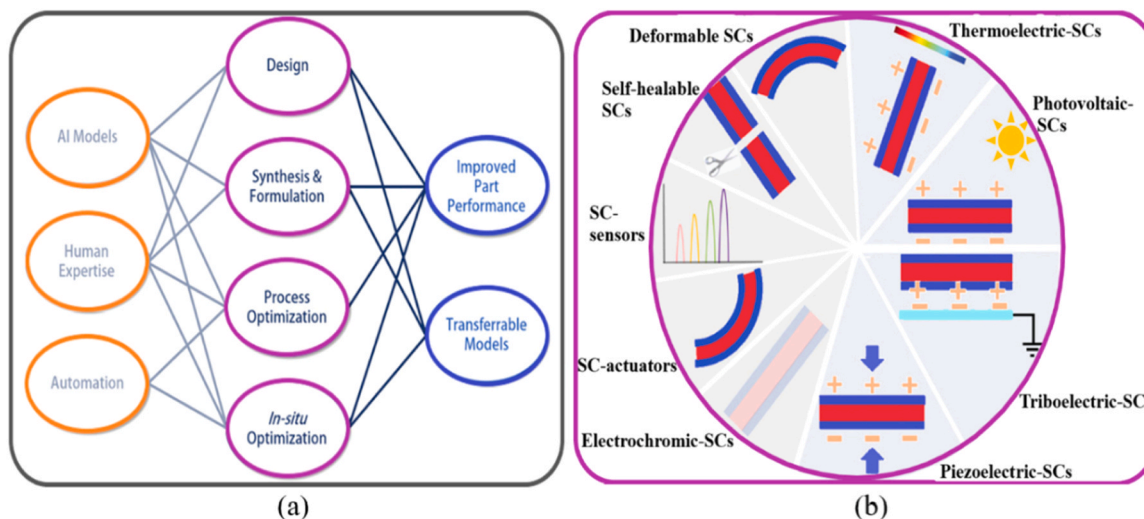 AI Models
Human
Expertise
Automation
Design
Synthesis &
Formulation
Process
Optimization
In-situ
Optimization
Improved
Part
Performance
Transferrable
Models
(a)
Deformable SCs
Thermoelectric-SCs
Self-healable
SCs
Photovoltaic-
SCs
SC-
sensors
SC-actuators
Triboelectric-SC
Electrochromic-SCs
Piezoelectric-SCs
(b)